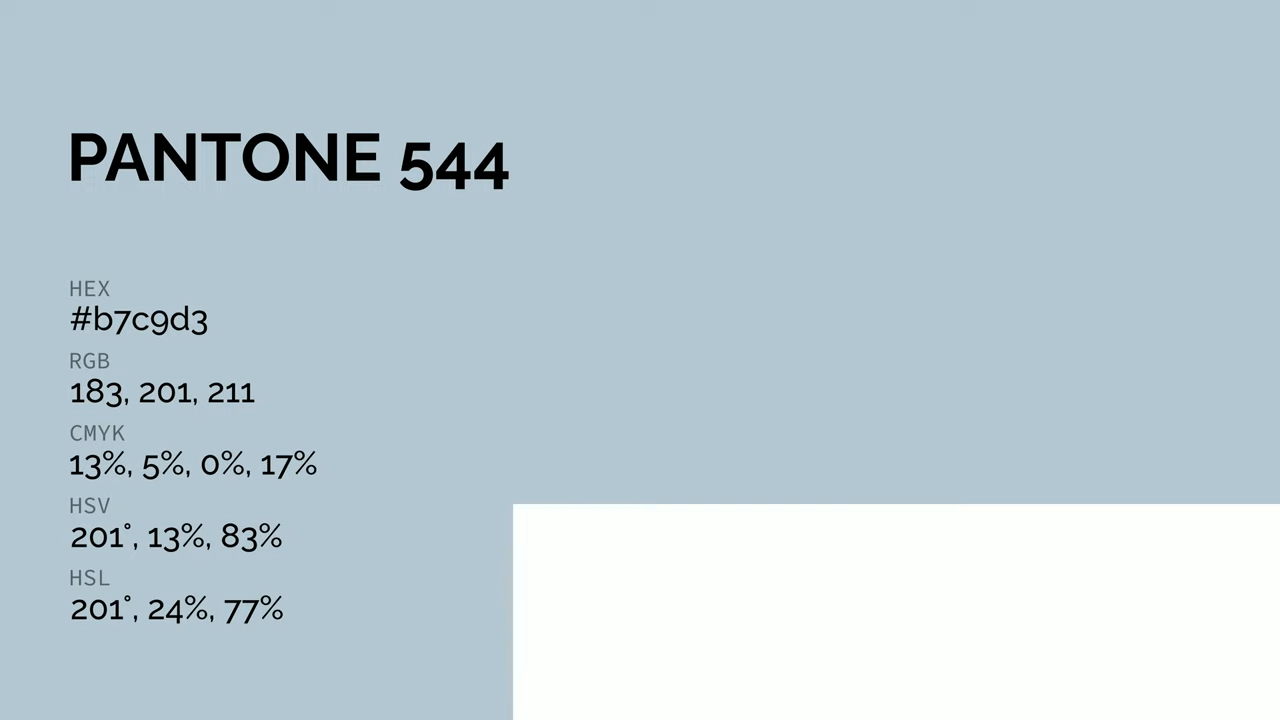 PANTONE 544
HEX
#b7c9d3
RGB
183, 201, 211
CMYK
13%, 5%, 0%, 17%
HSV
201°, 13%, 83%
HSL
201°, 24%, 77%